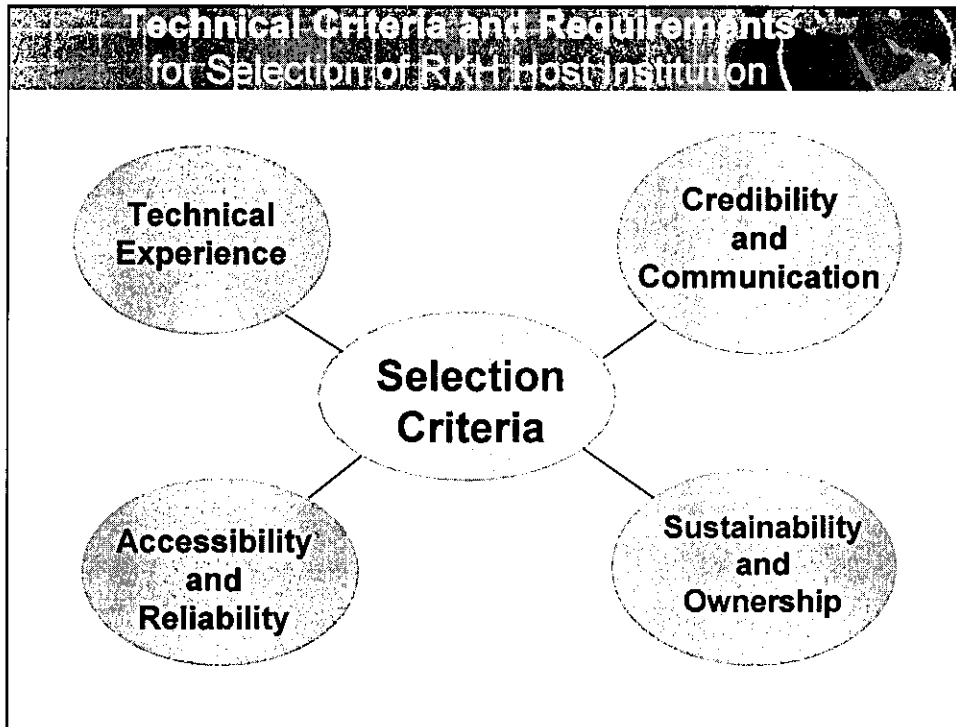 Technical Criteria and Requirements
for Selection of RKH Host Institution
Technical
Experience
Credibility
and
Communication
Selection
Criteria
Accessibility
and
Reliability
Sustainability
and
Ownership